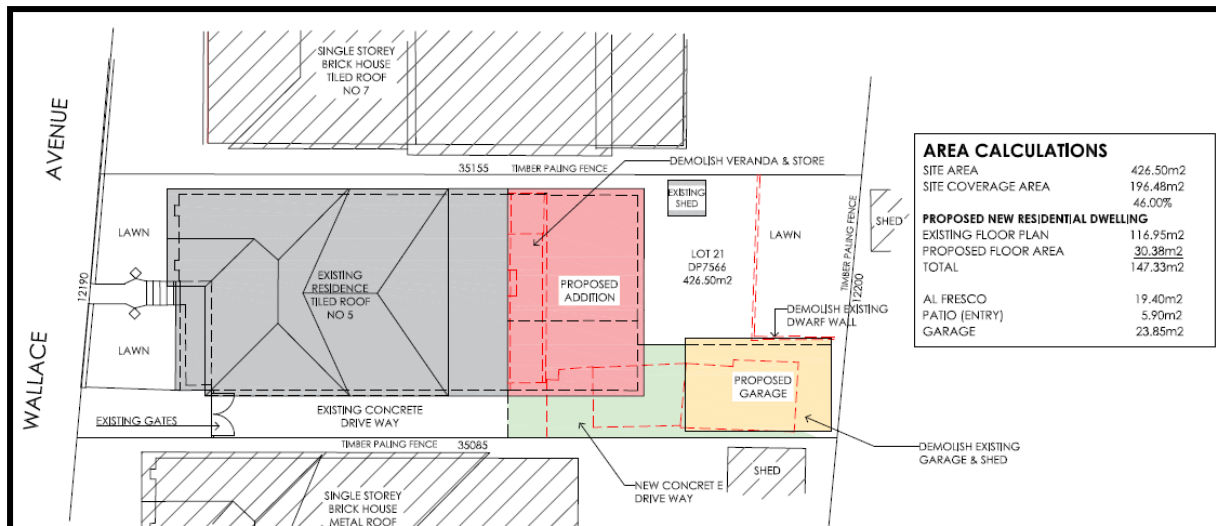 SINGLE STOREY
BRICK HOUSE
TILED ROOF
NO 7
WALLACE AVENUE
35155
TIMBER PALING FENCE
DEMOLISH VERANDA & STORE
EXISTING
SHED
LAWN
LAWN
TIMBER PALING FENCE
12200
SHED
LOT 21
DP7566
426.50m2
12190
EXISTING
RESIDENCE
TILED ROOF
NO 5
PROPOSED
ADDITION
DEMOLISH EXISTING
DWARF WALL
LAWN
PROPOSED
GARAGE
EXISTING GATES
EXISTING CONCRETE
DRIVE WAY
TIMBER PALING FENCE
35085
DEMOLISH EXISTING
GARAGE & SHED
SHED
NEW CONCRETE
DRIVE WAY
SINGLE STOREY
BRICK HOUSE
METAL ROOF
AREA CALCULATIONS
SITE AREA 426.50m2
SITE COVERAGE AREA 196.48m2
46.00%
PROPOSED NEW RESIDENTIAL DWELLING
EXISTING FLOOR PLAN 116.95m2
PROPOSED FLOOR AREA 30.38m2
TOTAL 147.33m2
AL FRESCO 19.40m2
PATIO (ENTRY) 5.90m2
GARAGE 23.85m2